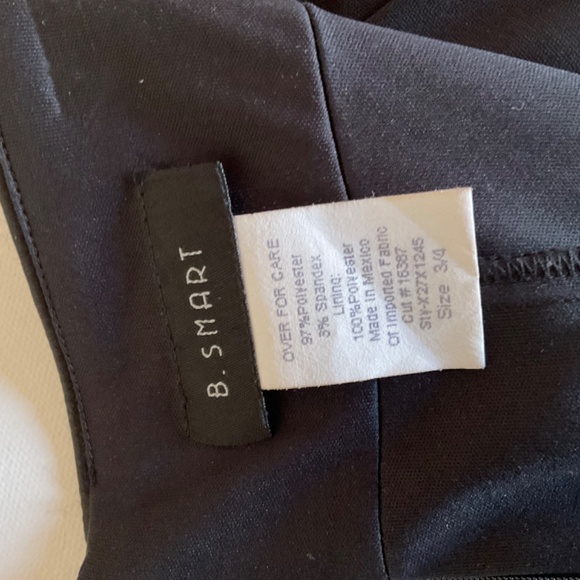 B. SMART
OVER FOR CARE
97%Polyester
3% Spandex
Lining:
100%Polyester
Made in Mexico
Of Imported Fabric
Cut # 15387
Sty-X27X1245
Size 3/4